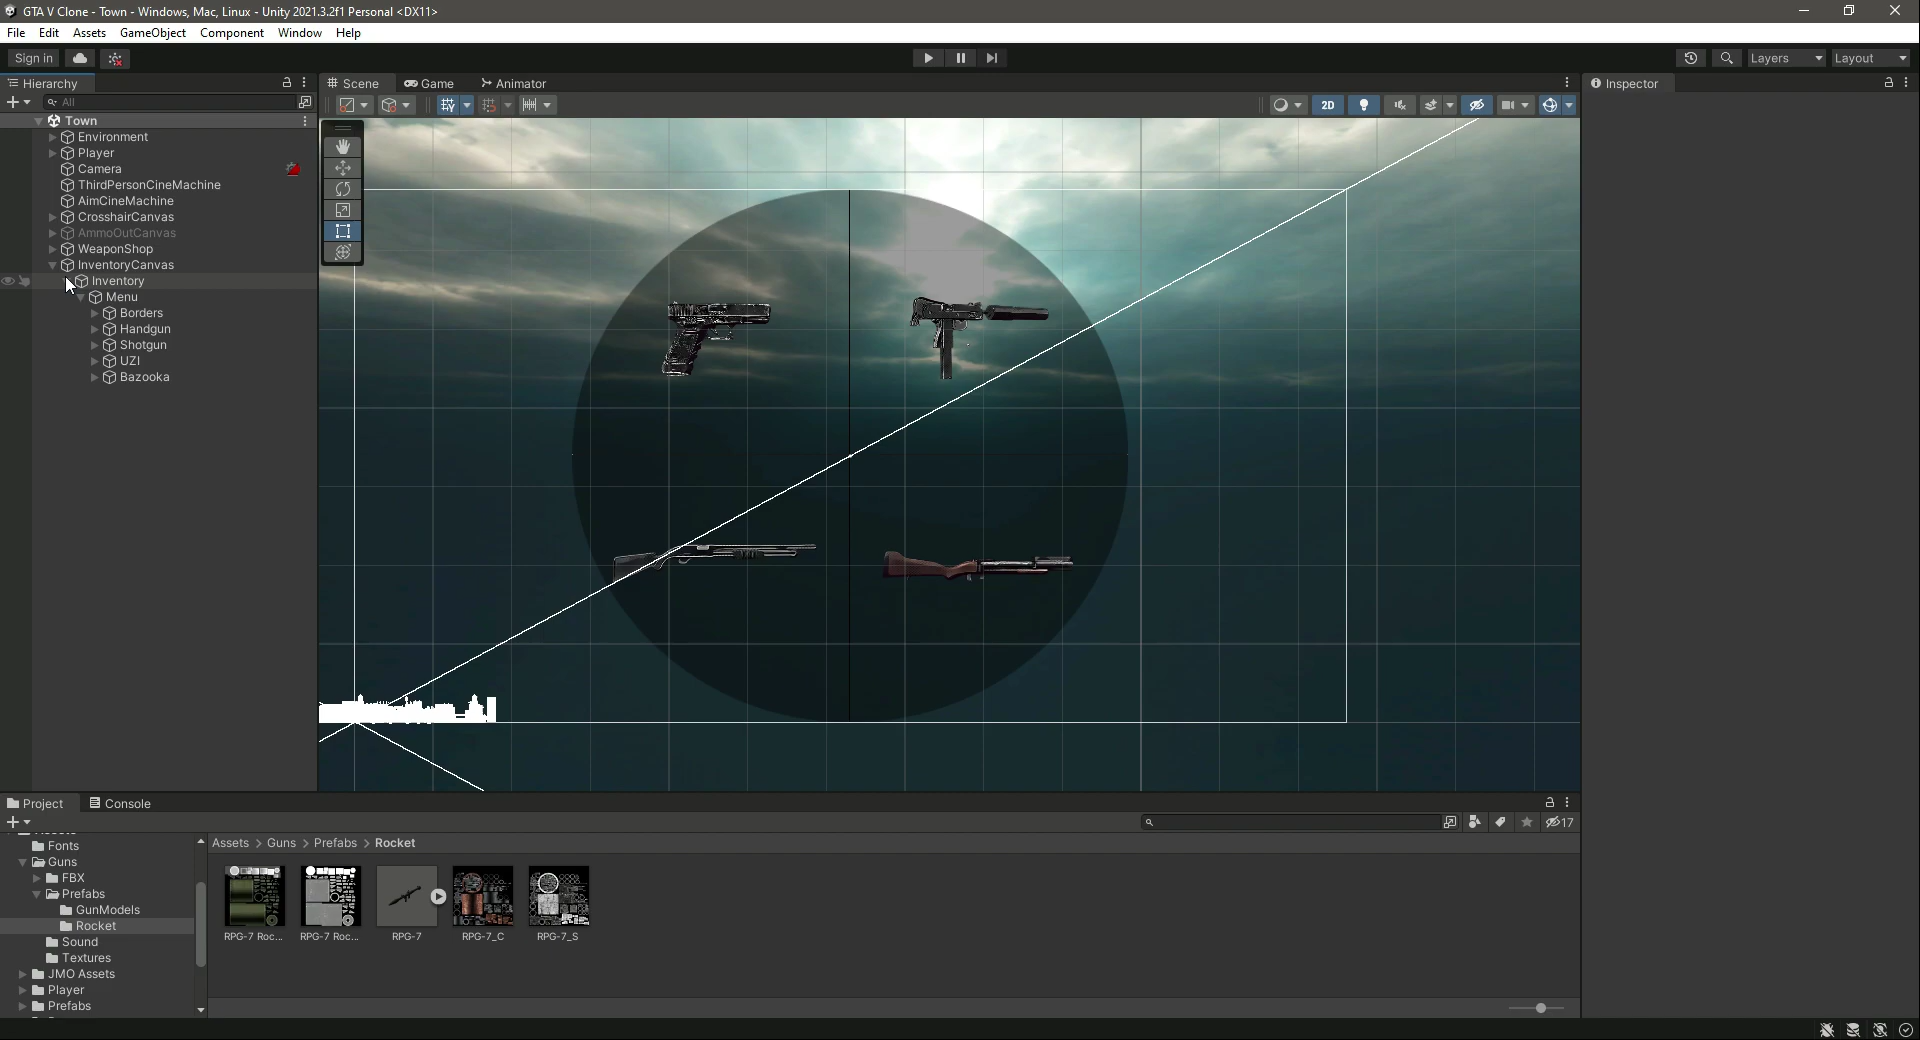 GTA V Clone - Town - Windows, Mac, Linux - Unity 2021.3.2f1 Personal <DX11>
File Edit Assets GameObject Component Window Help
Sign in
Layers
Layout
Hierarchy
Scene
Game
Animator
Inspector
All
2D
Town
Environment
Player
Camera
ThirdPersonCineMachine
AimCineMachine
CrosshairCanvas
AmmoOutCanvas
WeaponShop
InventoryCanvas
Inventory
Menu
Borders
Handgun
Shotgun
UZI
Bazooka
Project
Console
17
Fonts
Guns
FBX
Prefabs
GunModels
Rocket
Sound
Textures
JMO Assets
Player
Prefabs
Assets > Guns > Prefabs > Rocket
RPG-7 Roc...
RPG-7 Roc...
RPG-7
RPG-7_C
RPG-7_S